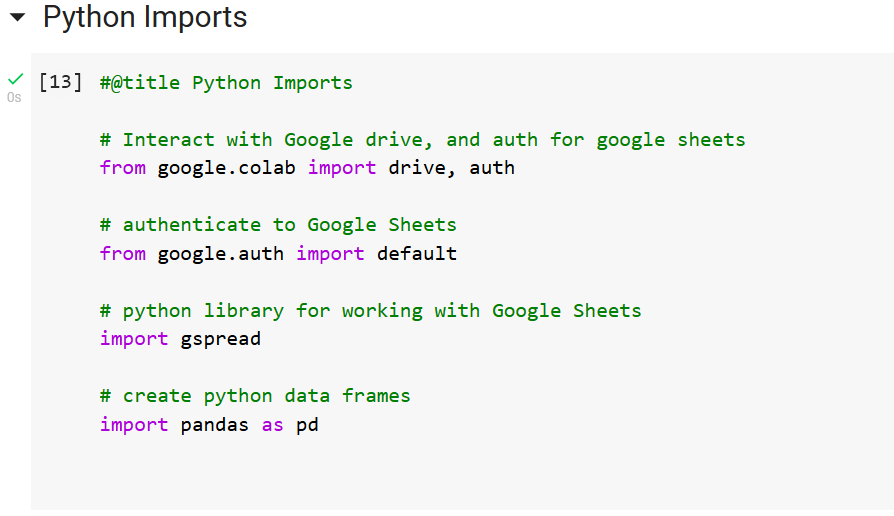 Python Imports
[13] #@title Python Imports
0s
# Interact with Google drive, and auth for google sheets
from google.colab import drive, auth
# authenticate to Google Sheets
from google.auth import default
# python library for working with Google Sheets
import gspread
# create python data frames
import pandas as pd